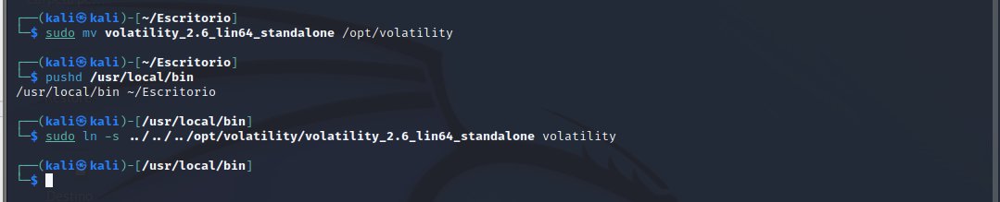 ┌──(kali㉿kali)-[~/Escritorio]
└─$ sudo mv volatility_2.6_lin64_standalone /opt/volatility
┌──(kali㉿kali)-[~/Escritorio]
└─$ pushd /usr/local/bin
/usr/local/bin ~/Escritorio
┌──(kali㉿kali)-[/usr/local/bin]
└─$ sudo ln -s ../../../opt/volatility/volatility_2.6_lin64_standalone volatility
┌──(kali㉿kali)-[/usr/local/bin]
└─$